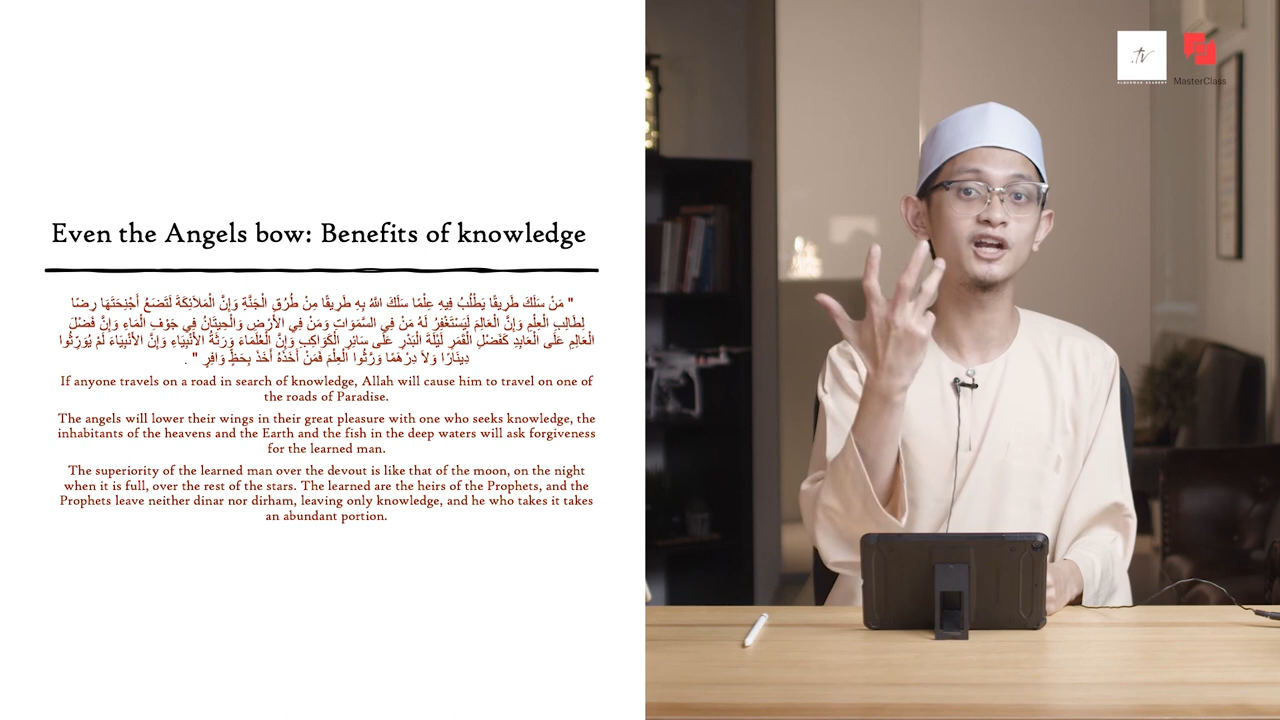 Even the Angels bow: Benefits of knowledge
" مَنْ سَلَكَ طَرِيقًا يَطْلُبُ فِيهِ عِلْمًا سَلَكَ اللَّهُ بِهِ طَرِيقًا مِنْ طُرُقِ الْجَنَّةِ وَإِنَّ الْمَلاَئِكَةَ لَتَضَعُ أَجْنِحَتَهَا رِضًا
لِطَالِبِ الْعِلْمِ وَإِنَّ الْعَالِمَ لَيَسْتَغْفِرُ لَهُ مَنْ فِي السَّمَوَاتِ وَمَنْ فِي الأَرْضِ وَالْحِيتَانُ فِي جَوْفِ الْمَاءِ وَإِنَّ فَضْلَ
الْعَالِمِ عَلَى الْعَابِدِ كَفَضْلِ الْقَمَرِ لَيْلَةَ الْبَدْرِ عَلَى سَائِرِ الْكَوَاكِبِ وَإِنَّ الْعُلَمَاءَ وَرَثَةُ الأَنْبِيَاءِ وَإِنَّ الأَنْبِيَاءَ لَمْ يُوَرِّثُوا
دِينَارًا وَلاَ دِرْهَمًا وَرَّثُوا الْعِلْمَ فَمَنْ أَخَذَهُ أَخَذَ بِحَظٍّ وَافِرٍ " .
If anyone travels on a road in search of knowledge, Allah will cause him to travel on one of
the roads of Paradise.
The angels will lower their wings in their great pleasure with one who seeks knowledge, the
inhabitants of the heavens and the Earth and the fish in the deep waters will ask forgiveness
for the learned man.
The superiority of the learned man over the devout is like that of the moon, on the night
when it is full, over the rest of the stars. The learned are the heirs of the Prophets, and the
Prophets leave neither dinar nor dirham, leaving only knowledge, and he who takes it takes
an abundant portion.
.tv
MasterClass